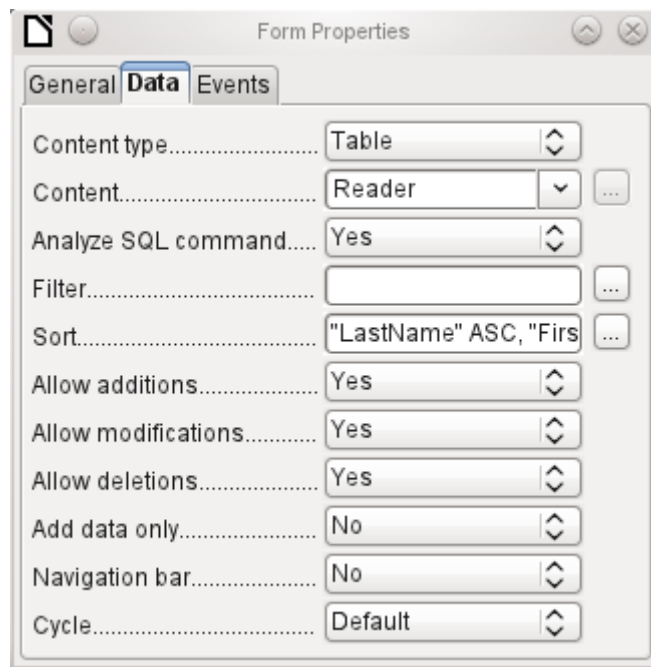 Form Properties
General Data Events
Content type........................ Table
Content................................ Reader ...
Analyze SQL command..... Yes
Filter.................................... ...
Sort..................................... "LastName" ASC, "Firs ...
Allow additions.................... Yes
Allow modifications............ Yes
Allow deletions................... Yes
Add data only...................... No
Navigation bar..................... No
Cycle................................... Default